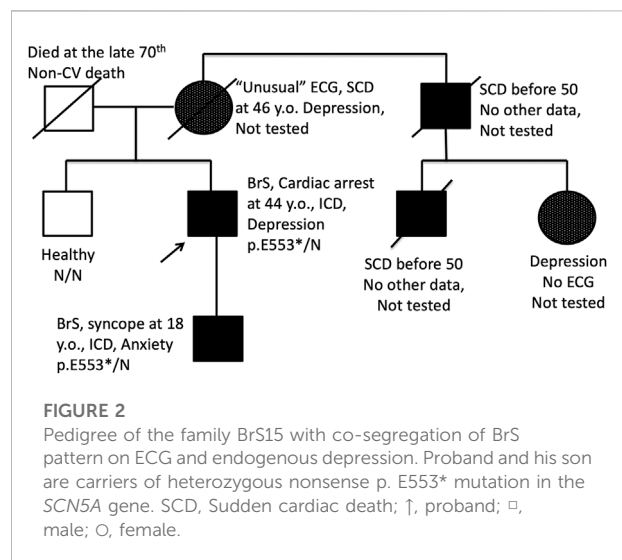 Died at the late 70th
Non-CV death
"Unusual" ECG, SCD
at 46 y.o. Depression,
Not tested
SCD before 50
No other data,
Not tested
Healthy
N/N
BrS, Cardiac arrest
at 44 y.o., ICD,
Depression
p.E553*/N
SCD before 50
No other data,
Not tested
Depression
No ECG
Not tested
BrS, syncope at 18
y.o., ICD, Anxiety
p.E553*/N
FIGURE 2
Pedigree of the family BrS15 with co-segregation of BrS
pattern on ECG and endogenous depression. Proband and his son
are carriers of heterozygous nonsense p. E553* mutation in the
SCN5A gene. SCD, Sudden cardiac death; ↑, proband; □,
male; O, female.